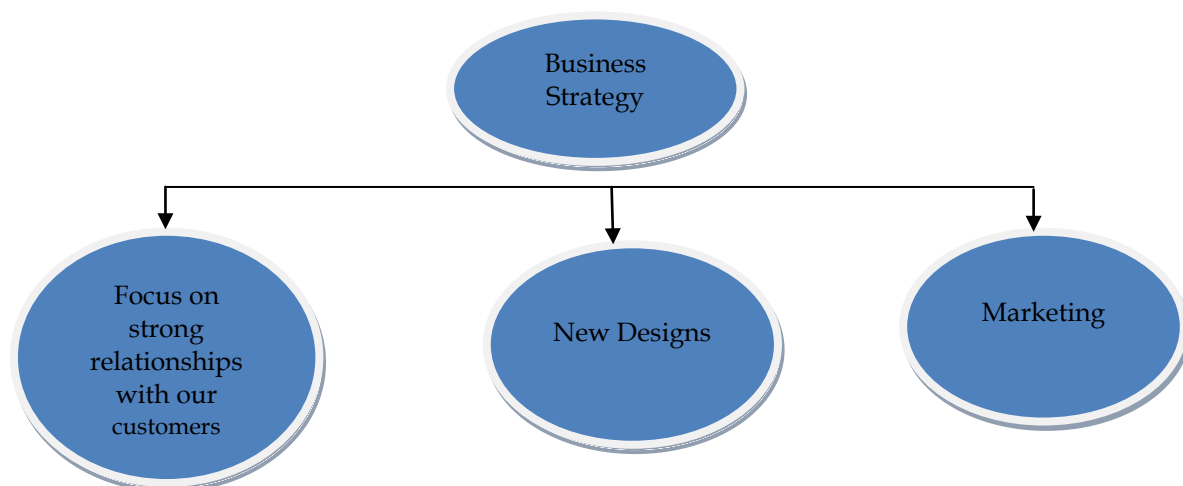 Business
Strategy
Focus on
strong
relationships
with our
customers
New Designs
Marketing